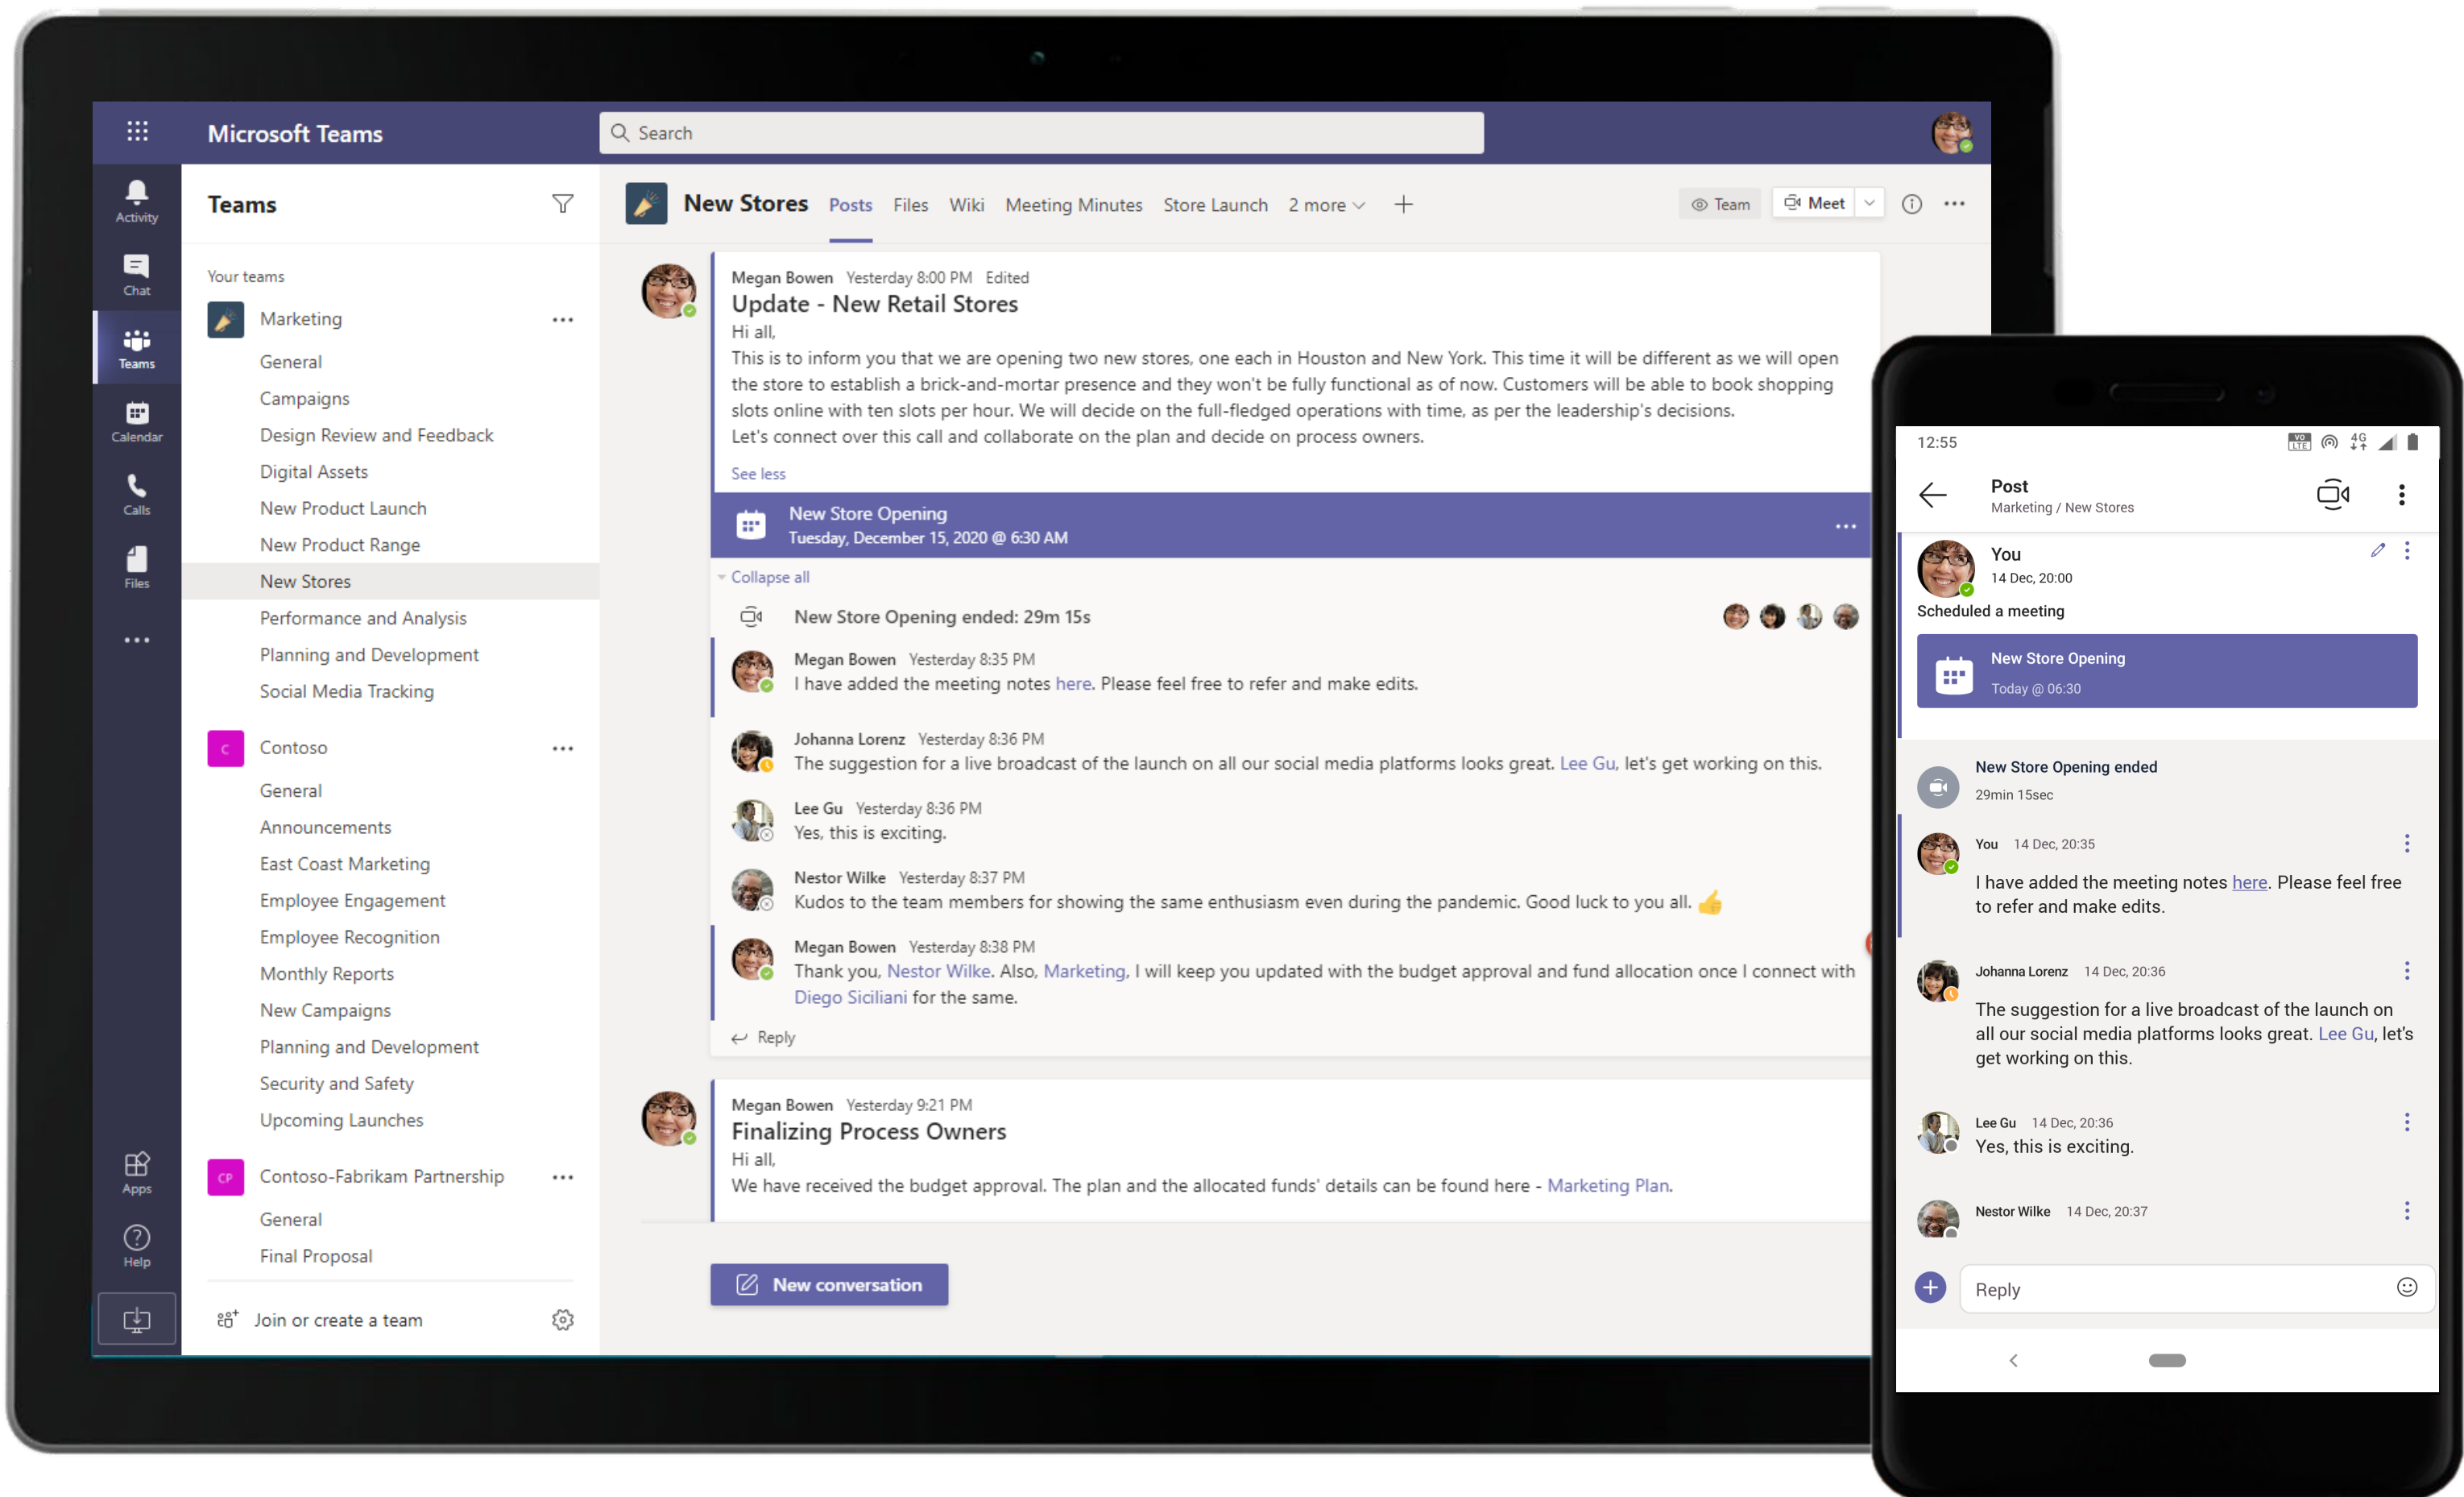 Microsoft Teams
Search
Activity
Chat
Teams
Calendar
Calls
Files
Apps
Help
Teams
Your teams
Marketing
General
Campaigns
Design Review and Feedback
Digital Assets
New Product Launch
New Product Range
New Stores
Performance and Analysis
Planning and Development
Social Media Tracking
C
Contoso
General
Announcements
East Coast Marketing
Employee Engagement
Employee Recognition
Monthly Reports
New Campaigns
Planning and Development
Security and Safety
Upcoming Launches
CP
Contoso-Fabrikam Partnership
General
Final Proposal
Join or create a team
New Stores Posts Files Wiki Meeting Minutes Store Launch 2 more
Team Meet
Megan Bowen Yesterday 8:00 PM Edited
Update - New Retail Stores
Hi all,
This is to inform you that we are opening two new stores, one each in Houston and New York. This time it will be different as we will open
the store to establish a brick-and-mortar presence and they won't be fully functional as of now. Customers will be able to book shopping
slots online with ten slots per hour. We will decide on the full-fledged operations with time, as per the leadership's decisions.
Let's connect over this call and collaborate on the plan and decide on process owners.
See less
New Store Opening
Tuesday, December 15, 2020 @ 6:30 AM
Collapse all
New Store Opening ended: 29m 15s
Megan Bowen Yesterday 8:35 PM
I have added the meeting notes here. Please feel free to refer and make edits.
Johanna Lorenz Yesterday 8:36 PM
The suggestion for a live broadcast of the launch on all our social media platforms looks great. Lee Gu, let's get working on this.
Lee Gu Yesterday 8:36 PM
Yes, this is exciting.
Nestor Wilke Yesterday 8:37 PM
Kudos to the team members for showing the same enthusiasm even during the pandemic. Good luck to you all. 👍
Megan Bowen Yesterday 8:38 PM
Thank you, Nestor Wilke. Also, Marketing, I will keep you updated with the budget approval and fund allocation once I connect with
Diego Siciliani for the same.
Reply
Megan Bowen Yesterday 9:21 PM
Finalizing Process Owners
Hi all,
We have received the budget approval. The plan and the allocated funds' details can be found here - Marketing Plan.
New conversation
12:55
VO LTE 4G
Post
Marketing / New Stores
You
14 Dec, 20:00
Scheduled a meeting
New Store Opening
Today @ 06:30
New Store Opening ended
29min 15sec
You 14 Dec, 20:35
I have added the meeting notes here. Please feel free
to refer and make edits.
Johanna Lorenz 14 Dec, 20:36
The suggestion for a live broadcast of the launch on
all our social media platforms looks great. Lee Gu, let's
get working on this.
Lee Gu 14 Dec, 20:36
Yes, this is exciting.
Nestor Wilke 14 Dec, 20:37
Reply